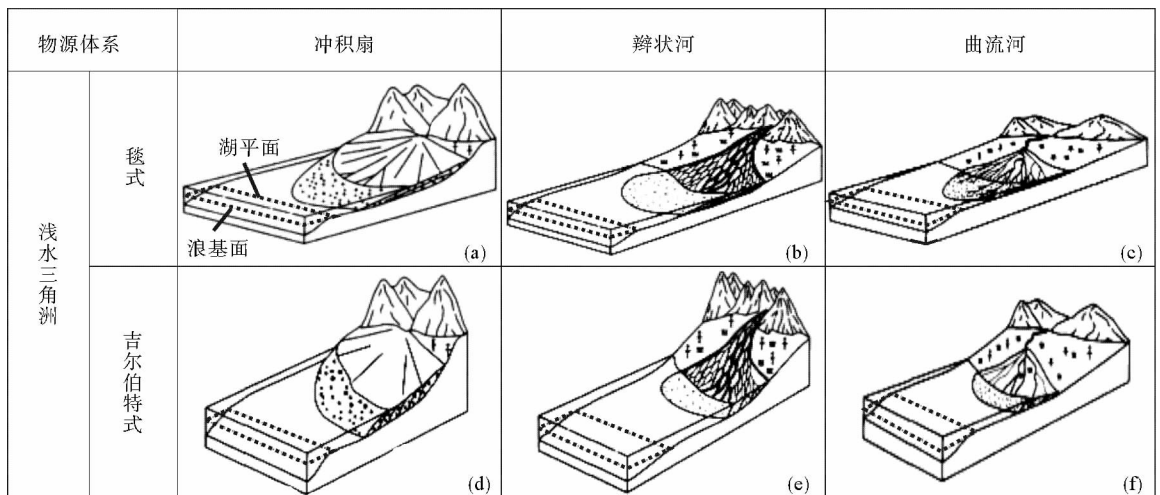 物源体系
冲积扇
辫状河
曲流河
浅水三角洲
毯式
湖平面
浪基面
(a)
(b)
(c)
吉尔伯特式
(d)
(e)
(f)